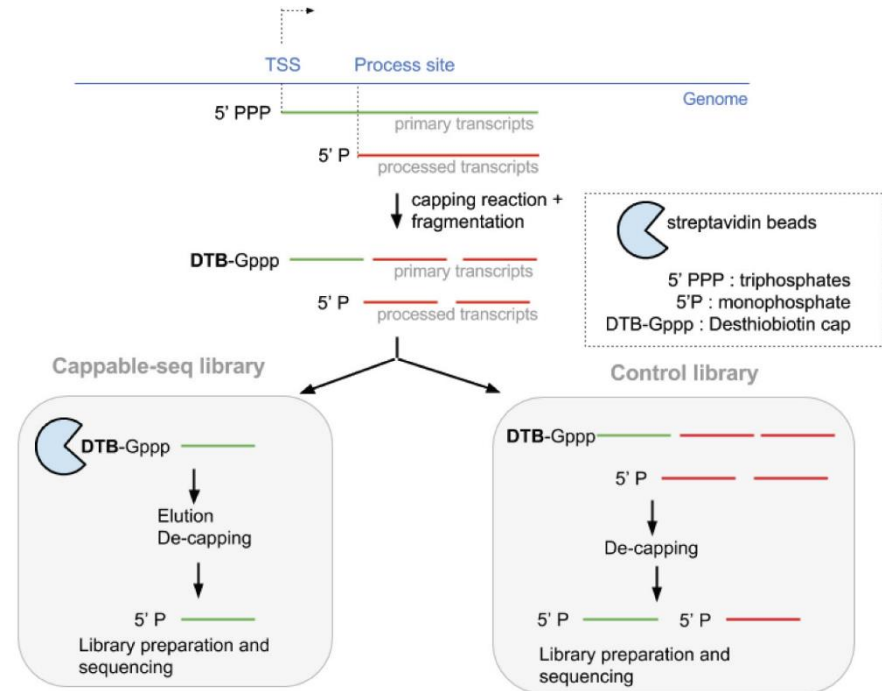 TSS
Process site
Genome
5' PPP
primary transcripts
5' P
processed transcripts
capping reaction +
fragmentation
streptavidin beads
5' PPP : triphosphates
5'P : monophosphate
DTB-Gppp : Desthiobiotin cap
DTB-Gppp
primary transcripts
5' P
processed transcripts
Cappable-seq library
DTB-Gppp
Elution
De-capping
5' P
Library preparation and
sequencing
Control library
DTB-Gppp
5' P
De-capping
5' P
5' P
Library preparation and
sequencing